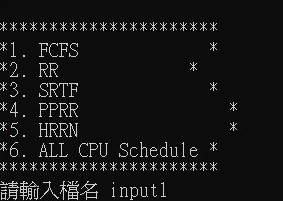 **********************
*1. FCFS             *
*2. RR             *
*3. SRTF             *
*4. PPRR               *
*5. HRRN               *
*6. ALL CPU Schedule *
**********************
請輸入檔名 input1